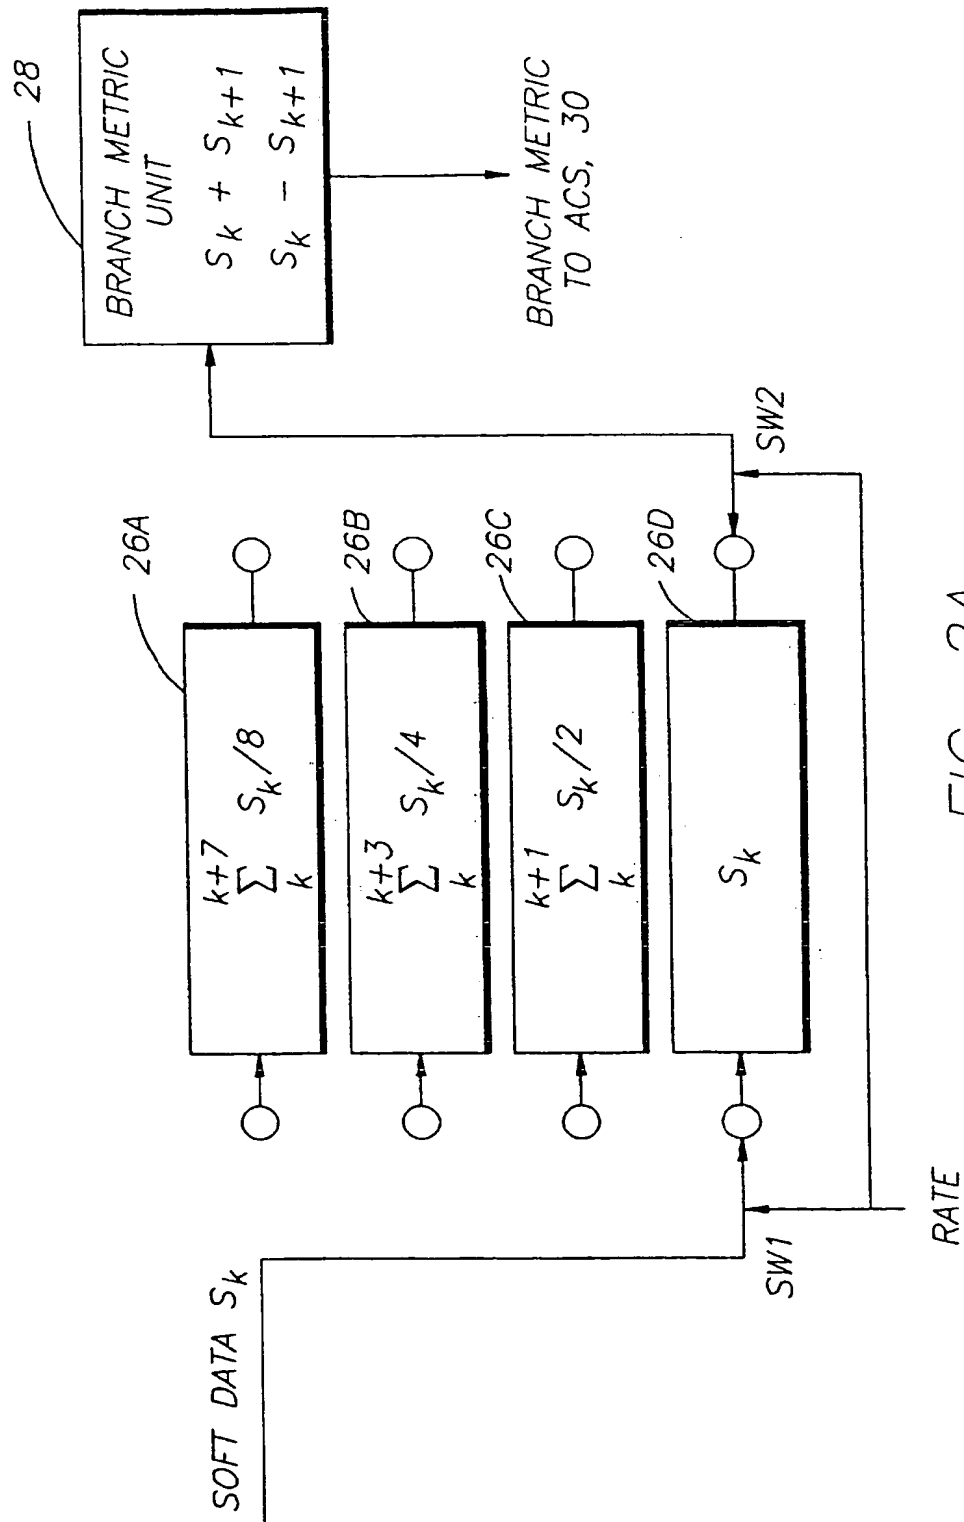 28
BRANCH METRIC
UNIT
Sk + Sk+1
Sk - Sk+1
BRANCH METRIC
TO ACS, 30
26A
k+7
Σ Sk/8
k
26B
k+3
Σ Sk/4
k
26C
k+1
Σ Sk/2
k
26D
Sk
SW2
SOFT DATA Sk
SW1
RATE